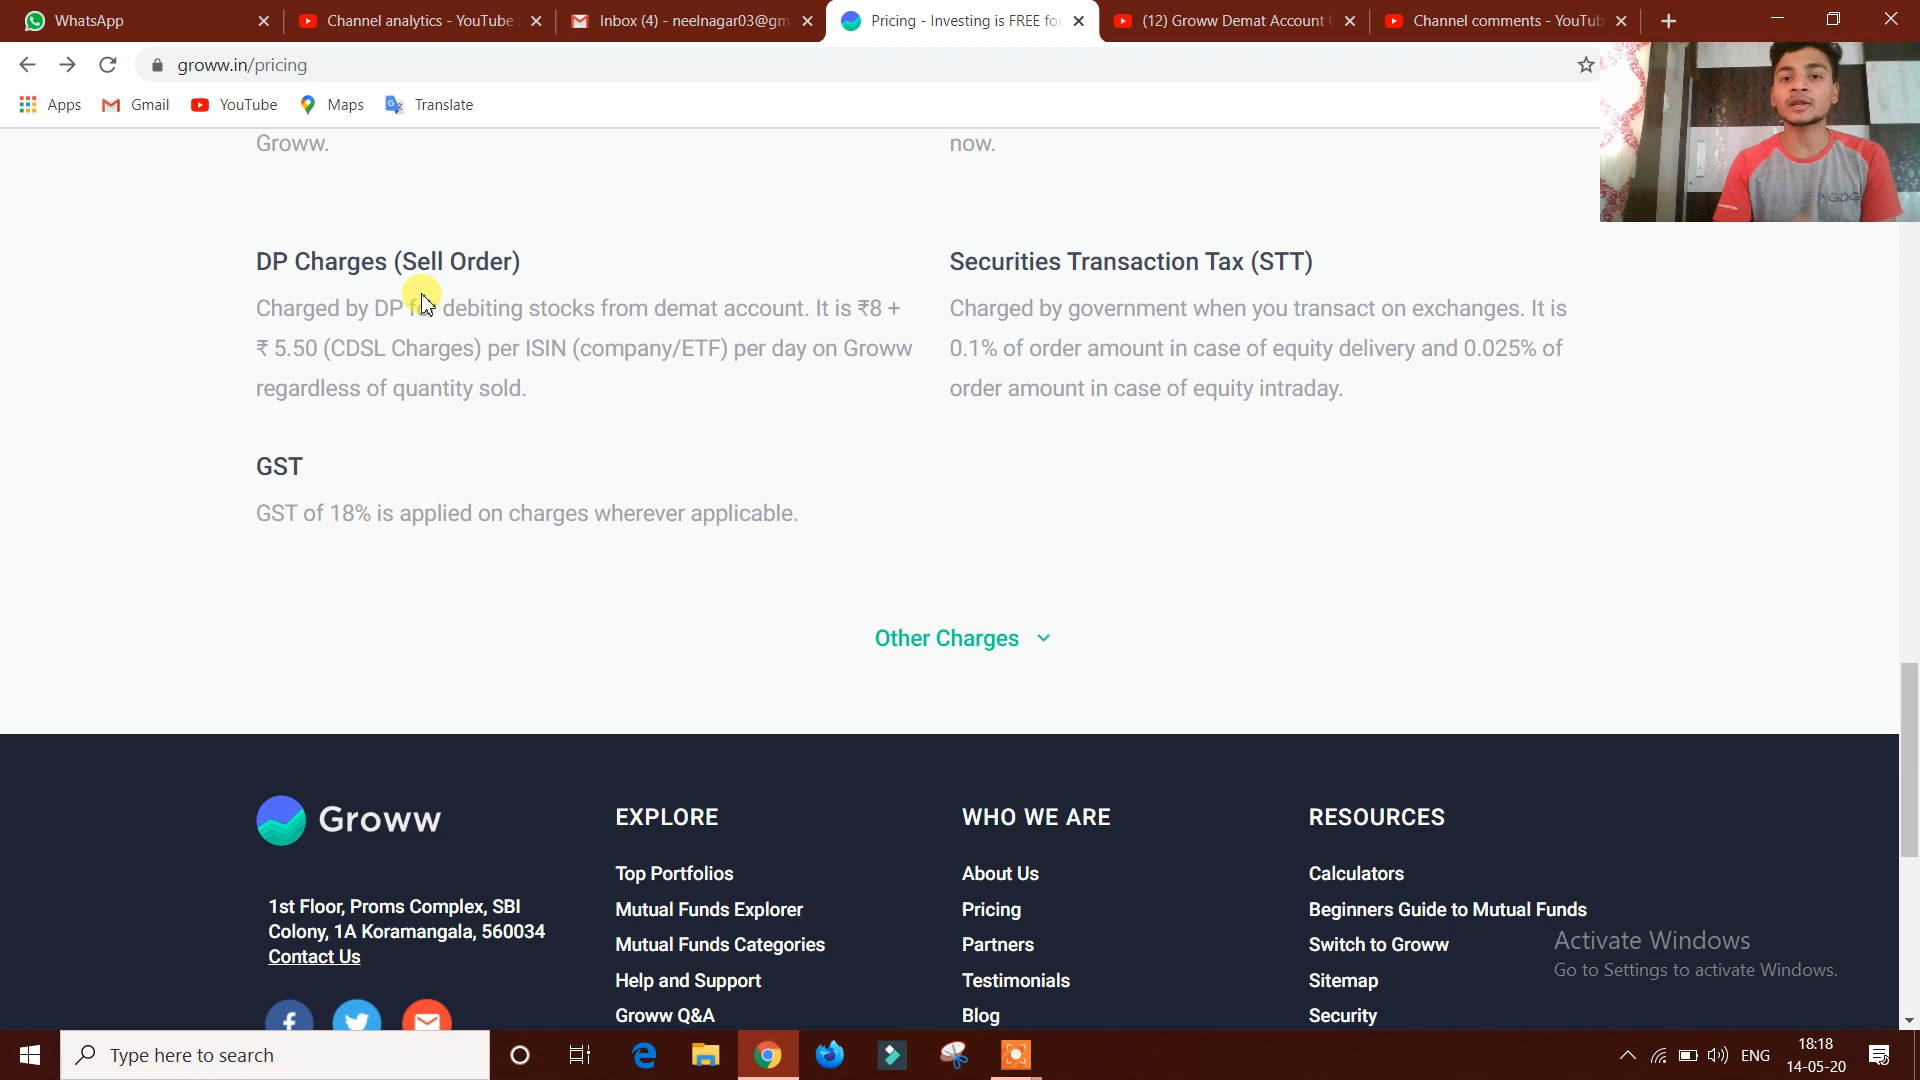 WhatsApp
Channel analytics - YouTube
Inbox (4) - neelnagar03@gm
Pricing - Investing is FREE fo
(12) Groww Demat Account
Channel comments - YouTub
groww.in/pricing
Apps
Gmail
YouTube
Maps
Translate
Groww.
now.
DP Charges (Sell Order)
Charged by DP for debiting stocks from demat account. It is ₹8 +
₹ 5.50 (CDSL Charges) per ISIN (company/ETF) per day on Groww
regardless of quantity sold.
Securities Transaction Tax (STT)
Charged by government when you transact on exchanges. It is
0.1% of order amount in case of equity delivery and 0.025% of
order amount in case of equity intraday.
GST
GST of 18% is applied on charges wherever applicable.
Other Charges
Groww
1st Floor, Proms Complex, SBI
Colony, 1A Koramangala, 560034
Contact Us
EXPLORE
Top Portfolios
Mutual Funds Explorer
Mutual Funds Categories
Help and Support
Groww Q&A
WHO WE ARE
About Us
Pricing
Partners
Testimonials
Blog
RESOURCES
Calculators
Beginners Guide to Mutual Funds
Switch to Groww
Sitemap
Security
Activate Windows
Go to Settings to activate Windows.
Type here to search
ENG
18:18
14-05-20
GDG